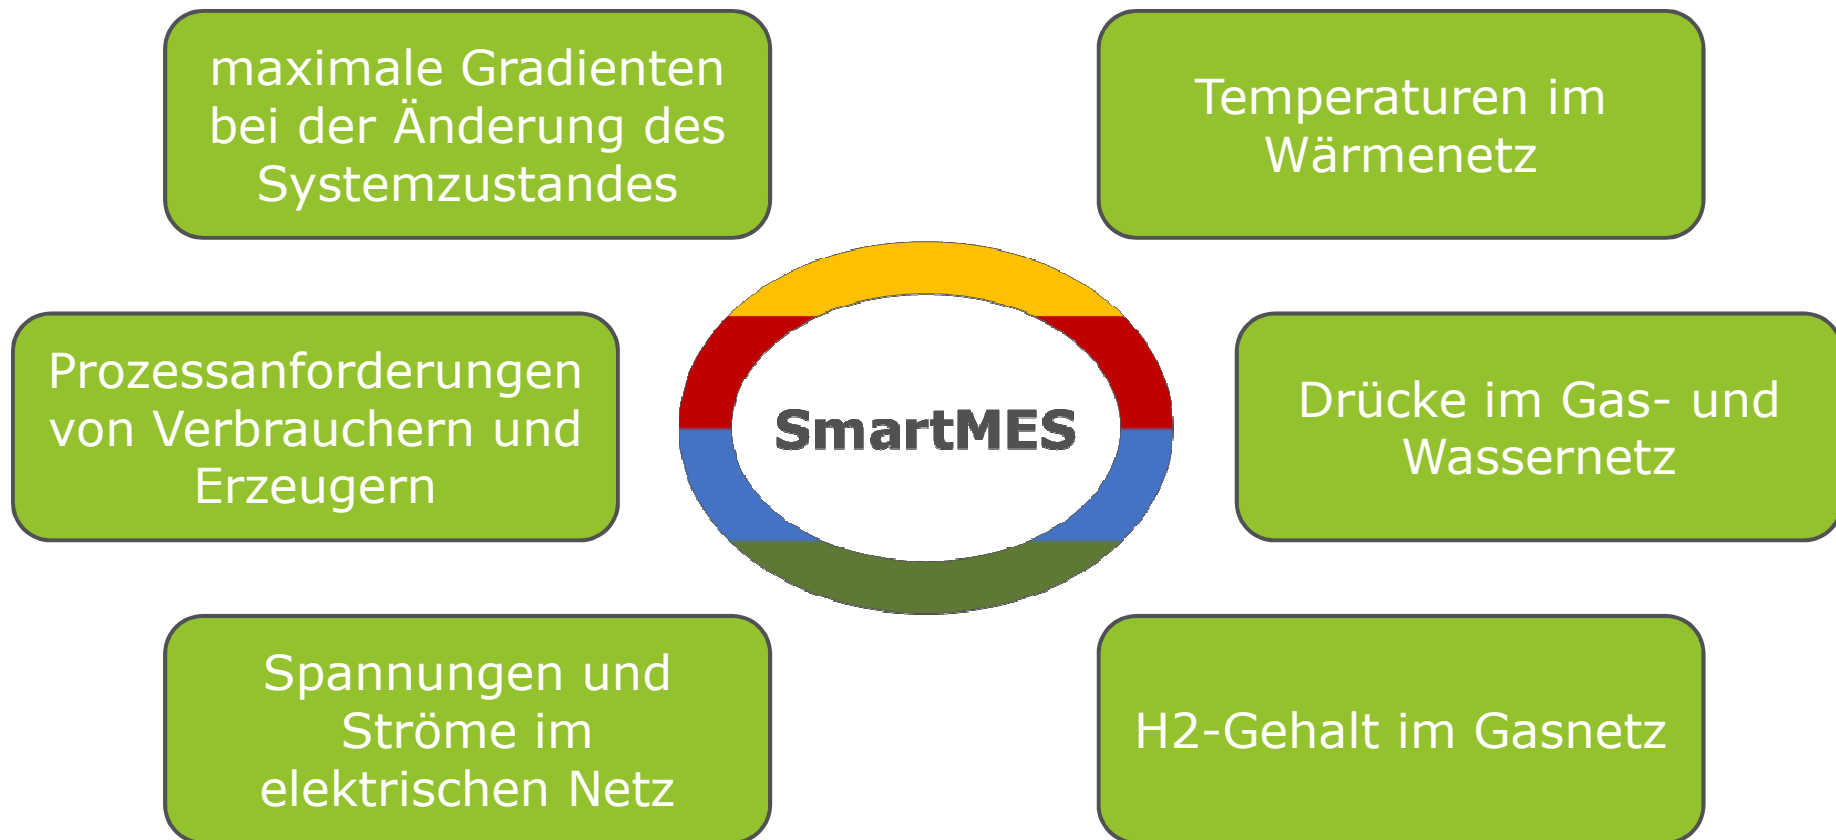 maximale Gradienten
bei der Änderung des
Systemzustandes
Temperaturen im
Wärmenetz
Prozessanforderungen
von Verbrauchern und
Erzeugern
SmartMES
Drücke im Gas- und
Wassernetz
Spannungen und
Ströme im
elektrischen Netz
H2-Gehalt im Gasnetz